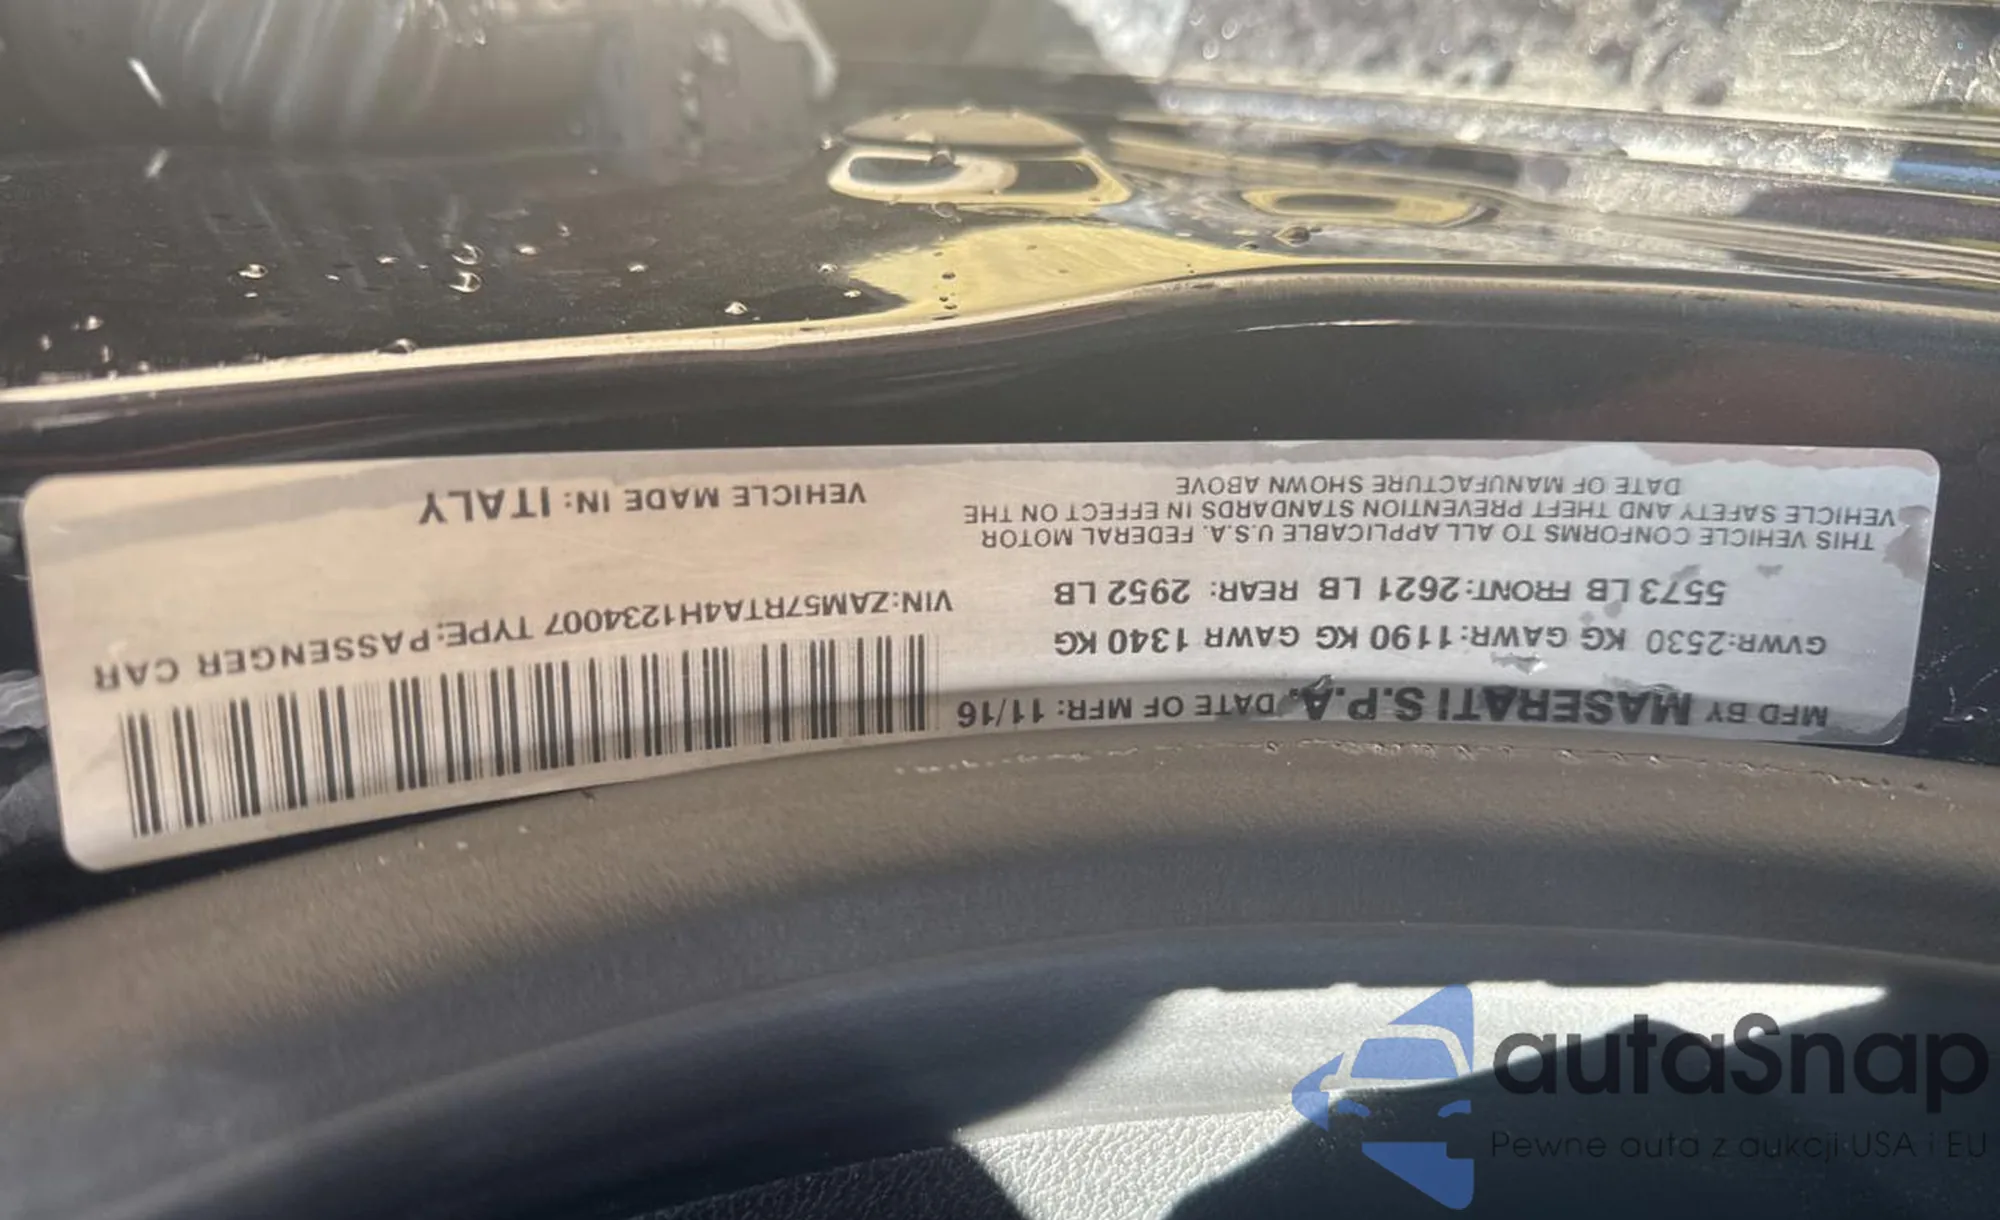 MFD BY MASERATI S.P.A. DATE OF MFR: 11/16
GVWR:2530 KG GAWR:1190 KG GAWR 1340 KG
5573 LB FRONT:2621 LB REAR: 2952 LB
THIS VEHICLE CONFORMS TO ALL APPLICABLE U.S.A. FEDERAL MOTOR
VEHICLE SAFETY AND THEFT PREVENTION STANDARDS IN EFFECT ON THE
DATE OF MANUFACTURE SHOWN ABOVE
VIN:ZAM57RTA4H1234007 TYPE:PASSENGER CAR
VEHICLE MADE IN: ITALY
autaSnap
Pewne auta z aukcji USA i EU